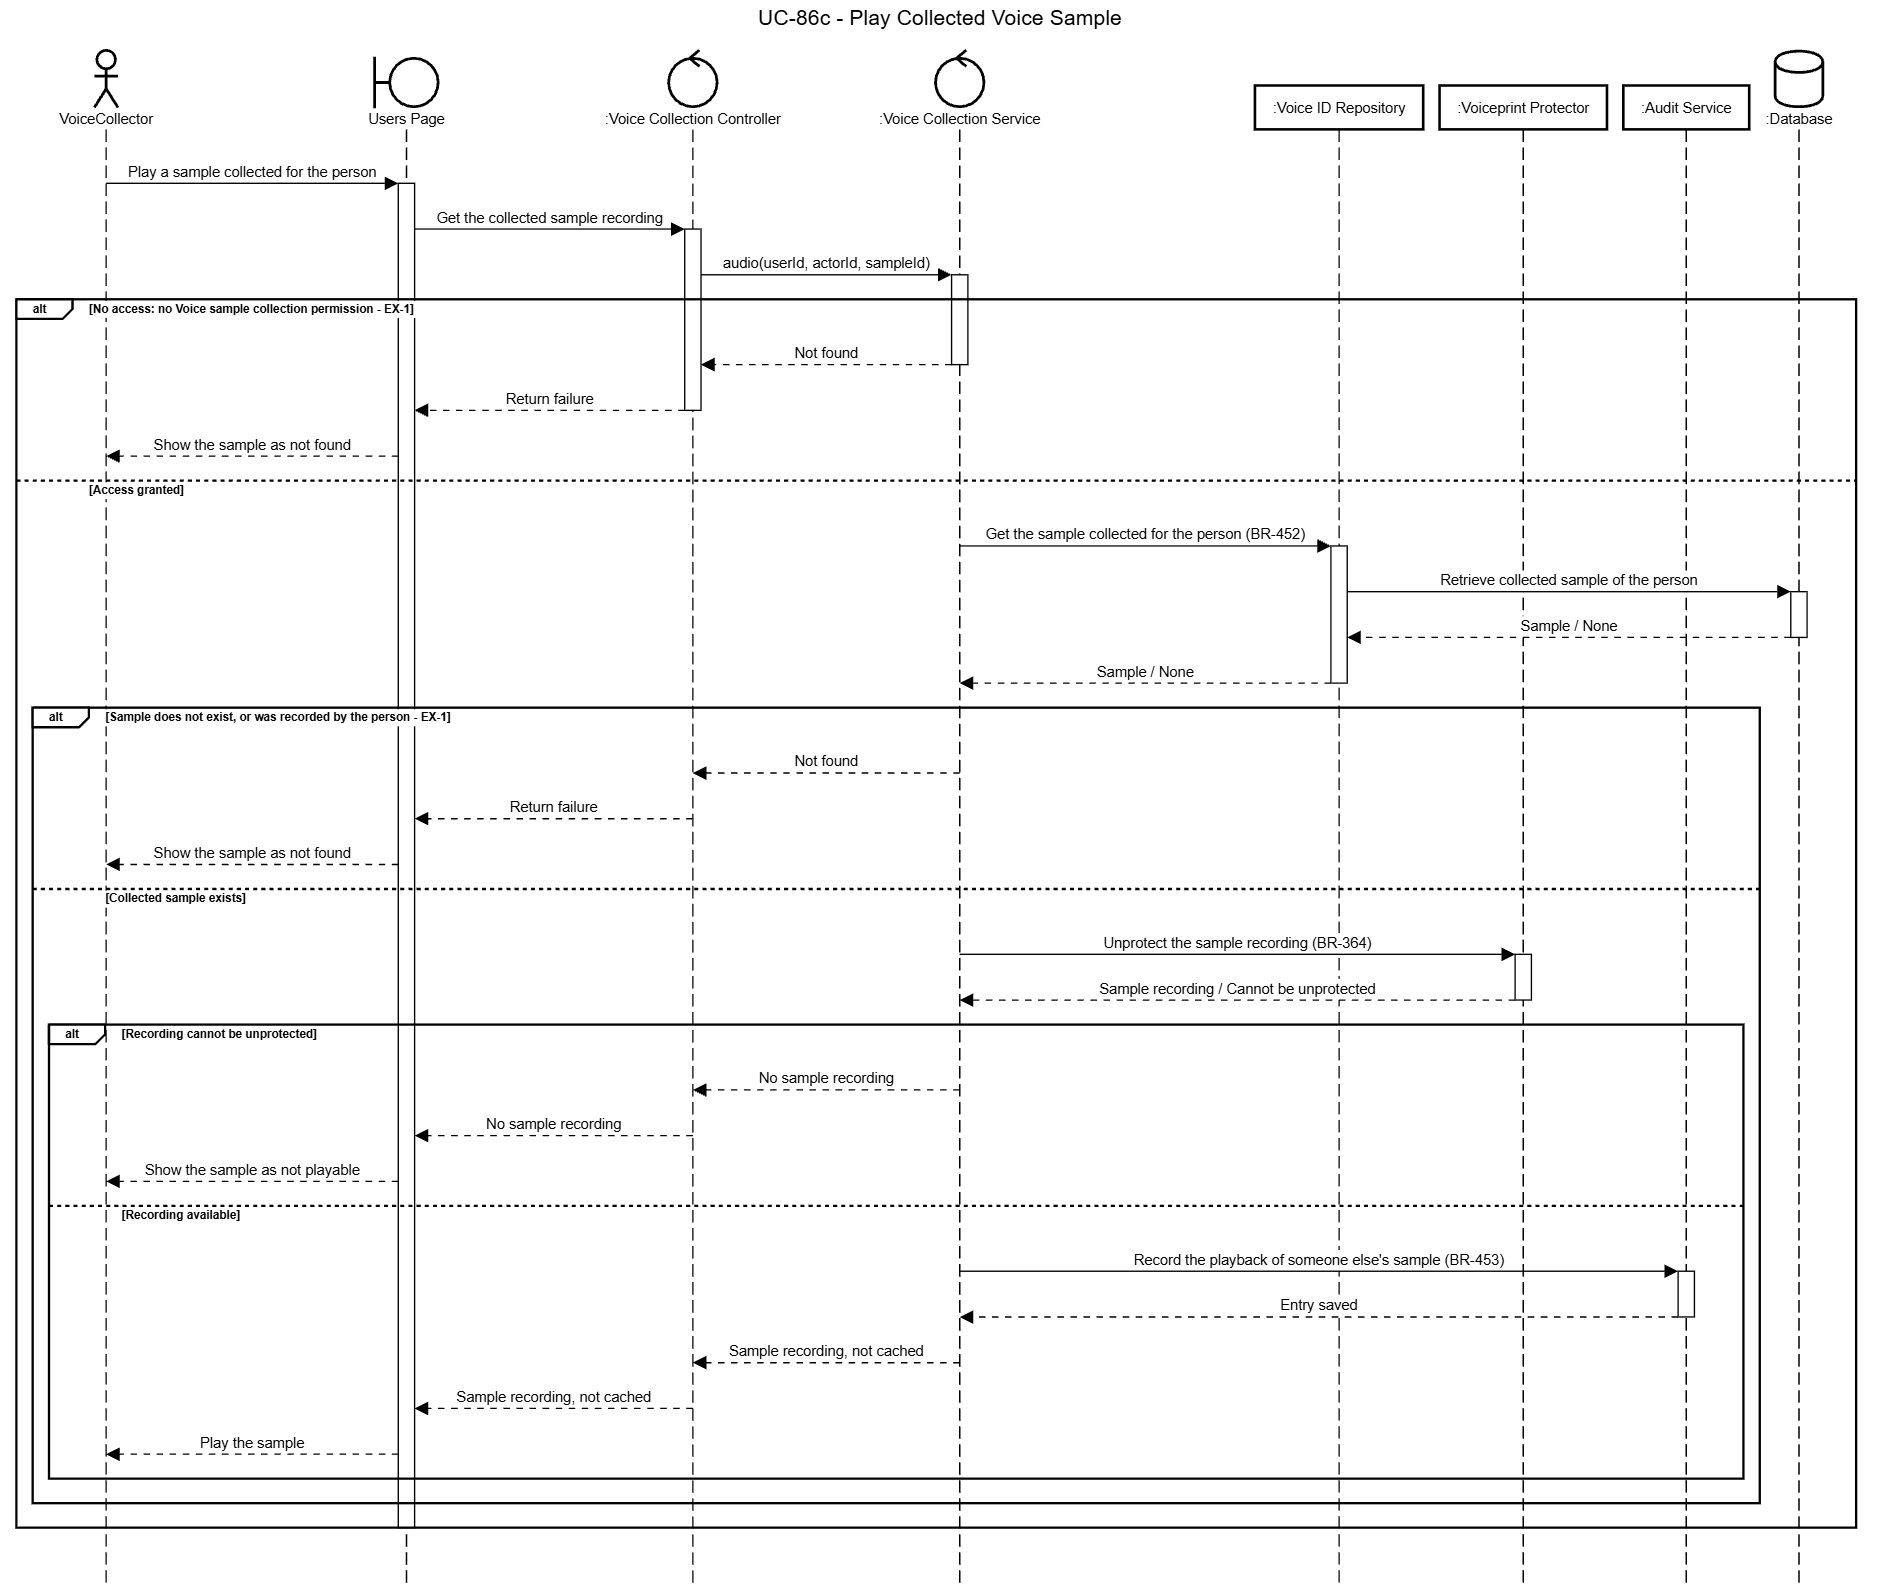 UC-86c - Play Collected Voice Sample
VoiceCollector
Users Page
:Voice Collection Controller
:Voice Collection Service
:Voice ID Repository
:Voiceprint Protector
:Audit Service
:Database
Play a sample collected for the person
Get the collected sample recording
audio(userId, actorId, sampleId)
alt
[No access: no Voice sample collection permission - EX-1]
Not found
Return failure
Show the sample as not found
[Access granted]
Get the sample collected for the person (BR-452)
Retrieve collected sample of the person
Sample / None
Sample / None
alt
[Sample does not exist, or was recorded by the person - EX-1]
Not found
Return failure
Show the sample as not found
[Collected sample exists]
Unprotect the sample recording (BR-364)
Sample recording / Cannot be unprotected
alt
[Recording cannot be unprotected]
No sample recording
No sample recording
Show the sample as not playable
[Recording available]
Record the playback of someone else's sample (BR-453)
Entry saved
Sample recording, not cached
Sample recording, not cached
Play the sample